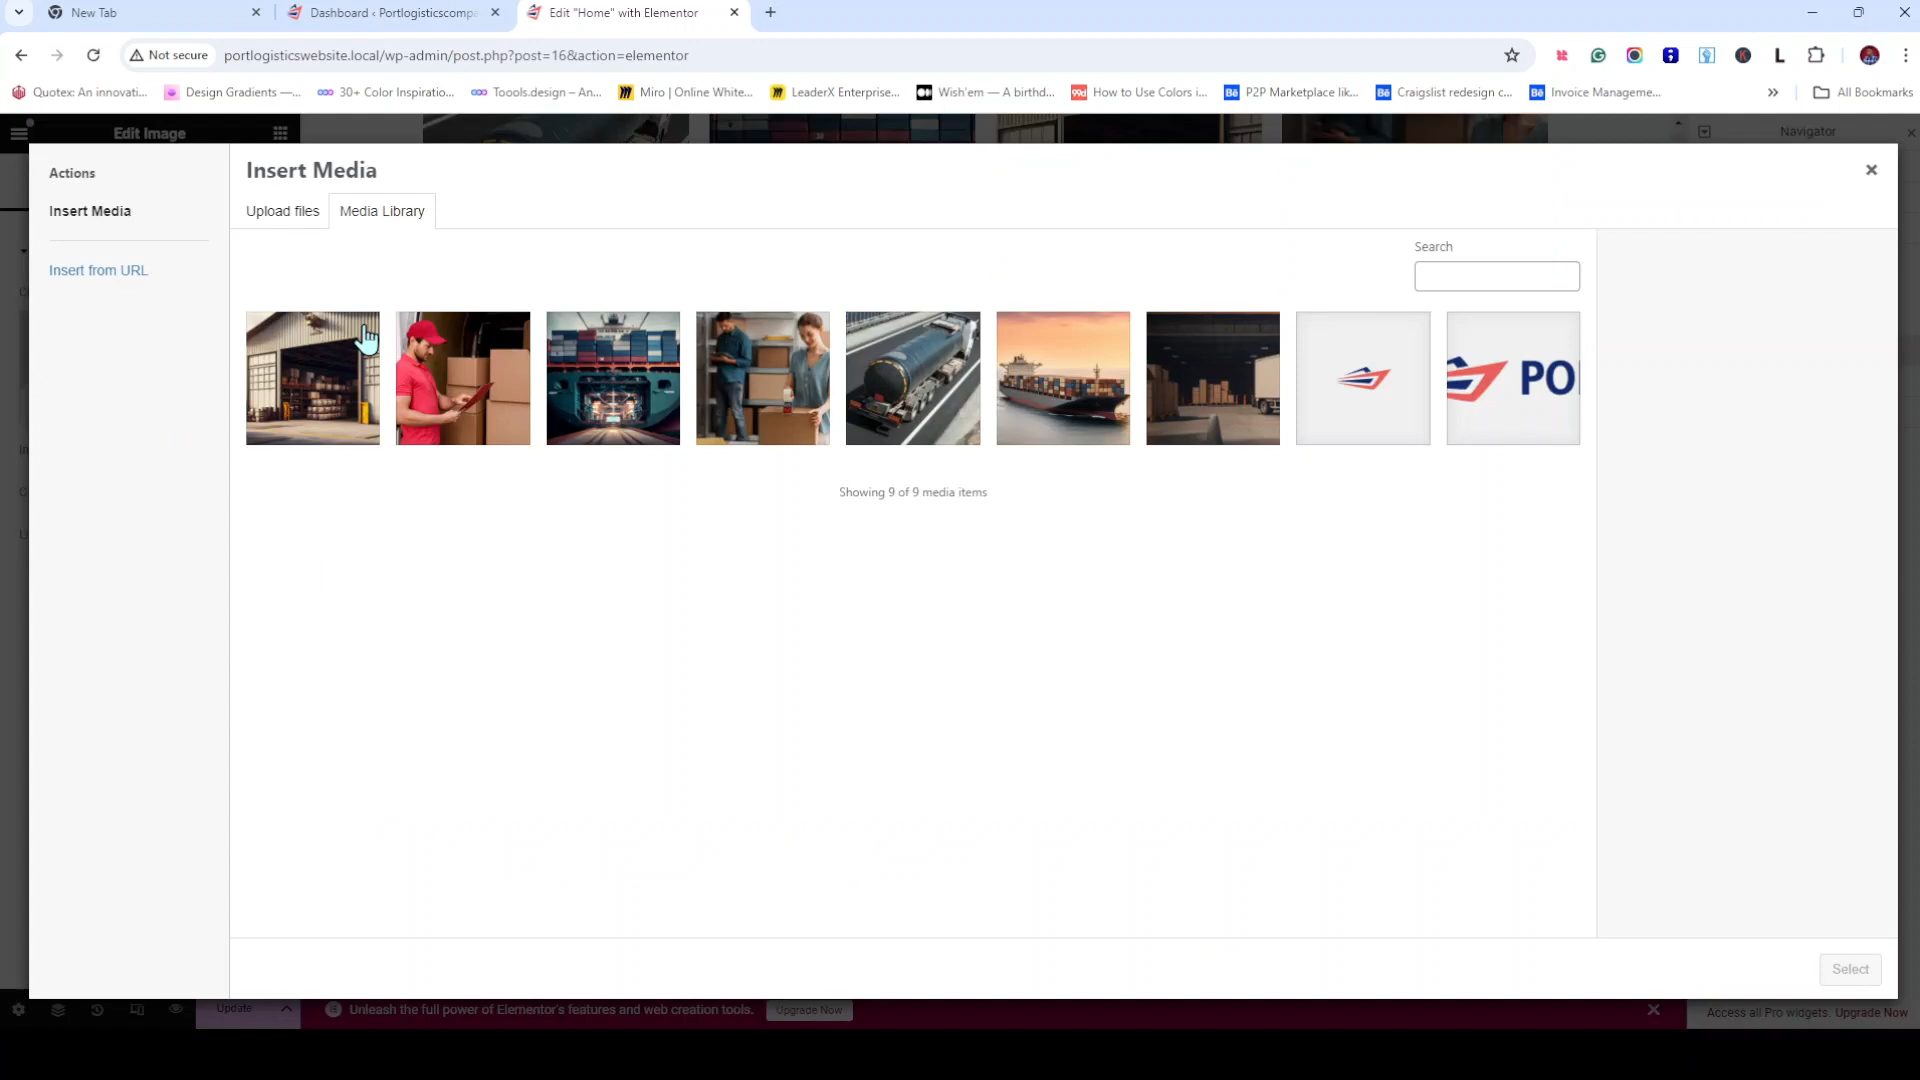 New Tab
Dashboard ‹ Portlogisticscompa
Edit "Home" with Elementor
Not secure
portlogisticswebsite.local/wp-admin/post.php?post=16&action=elementor
Quotex: An innovati...
Design Gradients —...
30+ Color Inspiratio...
Toools.design – An...
Miro | Online White...
LeaderX Enterprise...
Wish'em — A birthd...
How to Use Colors i...
P2P Marketplace lik...
Craigslist redesign c...
Invoice Manageme...
All Bookmarks
Edit Image
Navigator
Actions
Insert Media
Insert from URL
Insert Media
Upload files
Media Library
Search
PO
Showing 9 of 9 media items
Select
Update
Unleash the full power of Elementor's features and web creation tools.
Upgrade Now
Access all Pro widgets. Upgrade Now